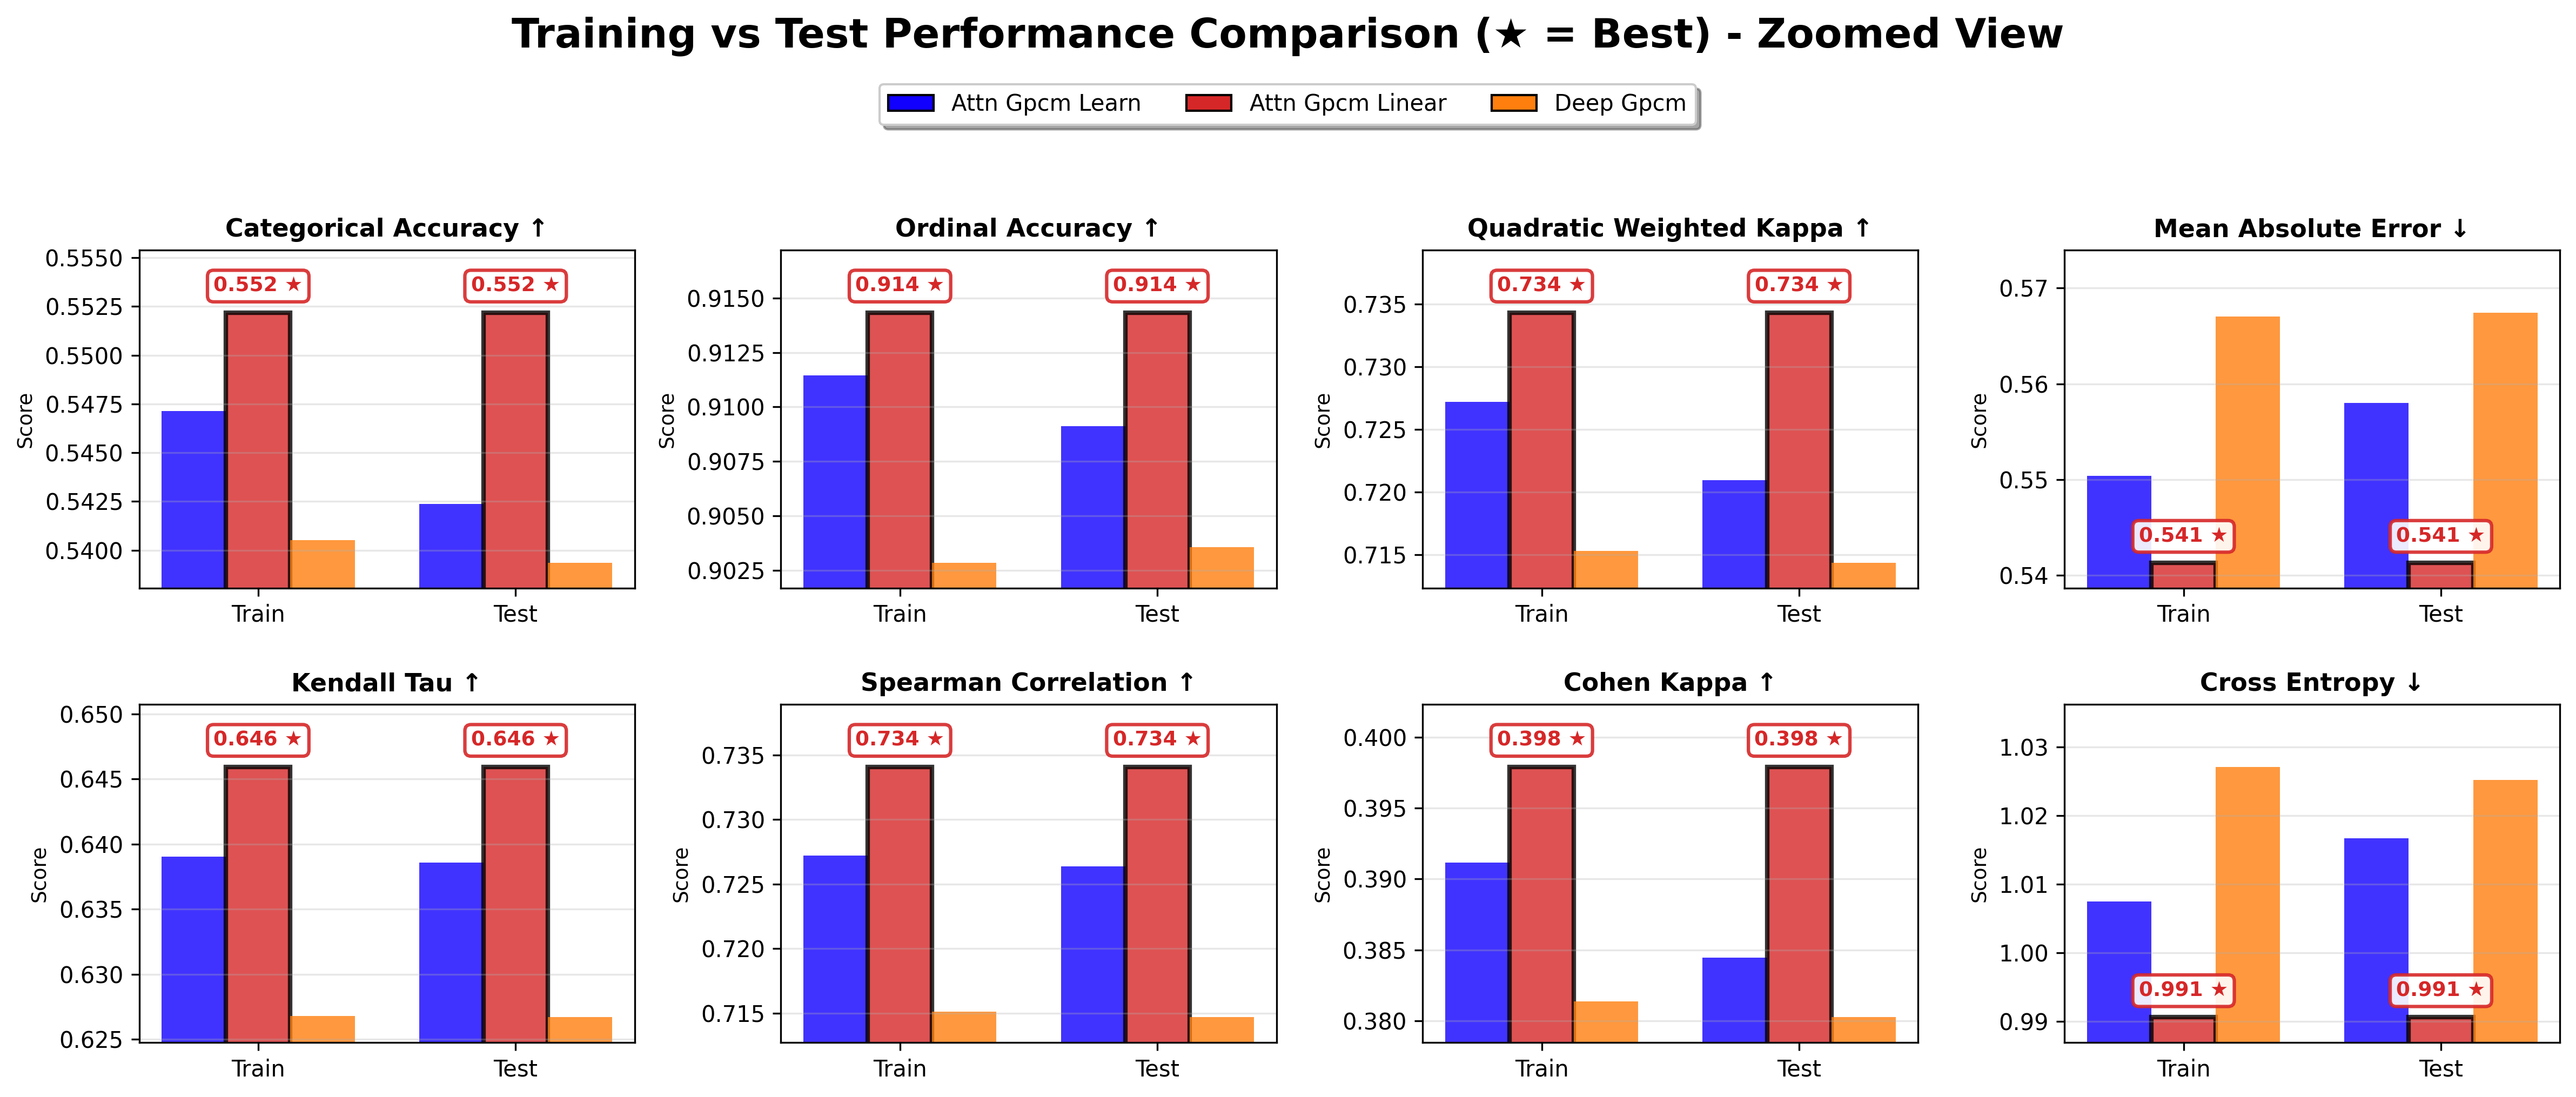 Training vs Test Performance Comparison (★ = Best) - Zoomed View
Attn Gpcm Learn
Attn Gpcm Linear
Deep Gpcm
Categorical Accuracy ↑
Score
0.5550
0.5525
0.5500
0.5475
0.5450
0.5425
0.5400
0.552 ★
0.552 ★
Train
Test
Ordinal Accuracy ↑
Score
0.9150
0.9125
0.9100
0.9075
0.9050
0.9025
0.914 ★
0.914 ★
Train
Test
Quadratic Weighted Kappa ↑
Score
0.735
0.730
0.725
0.720
0.715
0.734 ★
0.734 ★
Train
Test
Mean Absolute Error ↓
Score
0.57
0.56
0.55
0.54
0.541 ★
0.541 ★
Train
Test
Kendall Tau ↑
Score
0.650
0.645
0.640
0.635
0.630
0.625
0.646 ★
0.646 ★
Train
Test
Spearman Correlation ↑
Score
0.735
0.730
0.725
0.720
0.715
0.734 ★
0.734 ★
Train
Test
Cohen Kappa ↑
Score
0.400
0.395
0.390
0.385
0.380
0.398 ★
0.398 ★
Train
Test
Cross Entropy ↓
Score
1.03
1.02
1.01
1.00
0.99
0.991 ★
0.991 ★
Train
Test